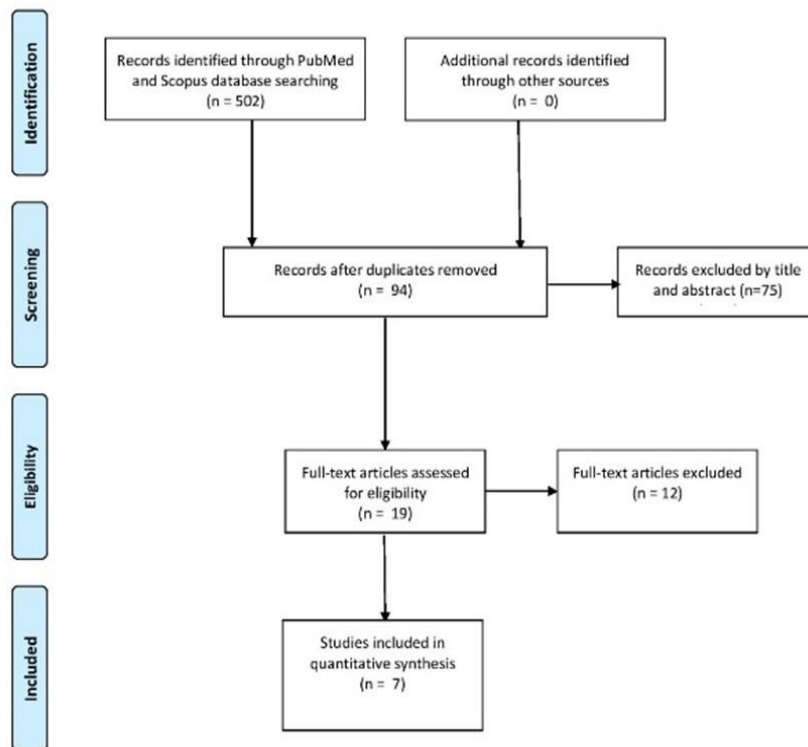 Identification
Records identified through PubMed
and Scopus database searching
(n = 502)
Additional records identified
through other sources
(n = 0)
Screening
Records after duplicates removed
(n = 94)
Records excluded by title
and abstract (n=75)
Eligibility
Full-text articles assessed
for eligibility
(n = 19)
Full-text articles excluded
(n = 12)
Included
Studies included in
quantitative synthesis
(n = 7)